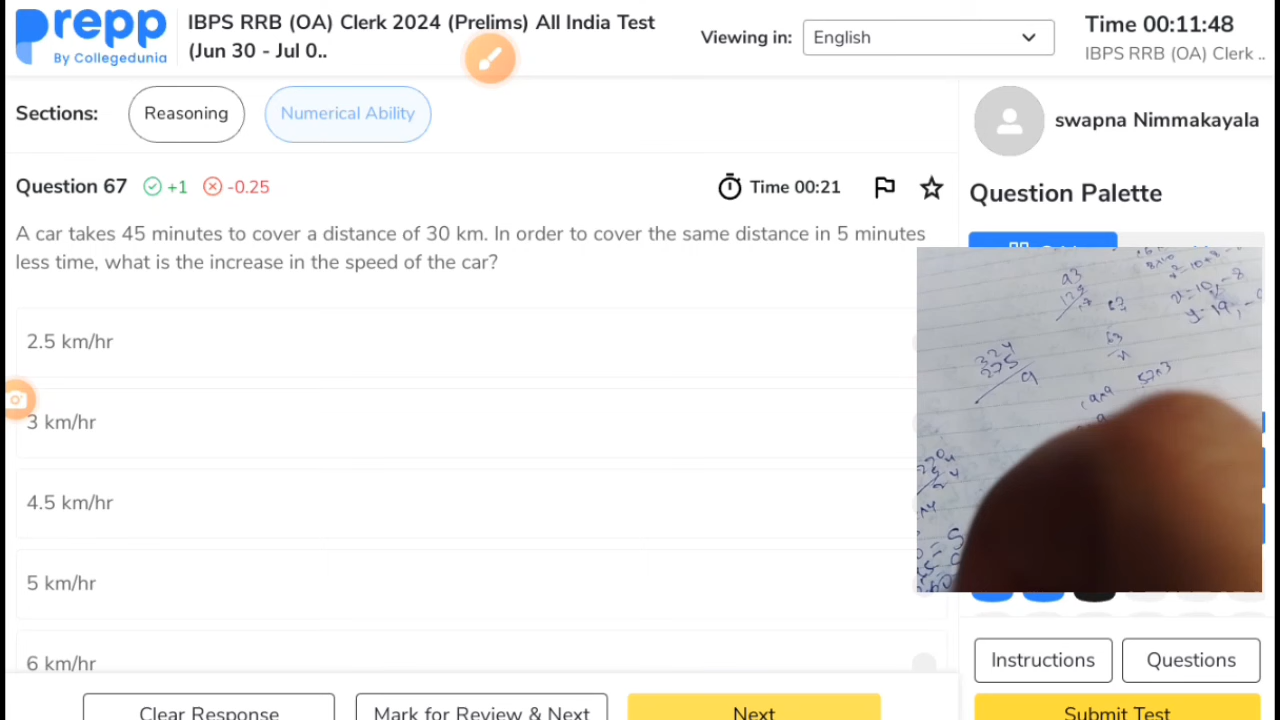 Prepp
By Collegedunia
IBPS RRB (OA) Clerk 2024 (Prelims) All India Test
(Jun 30 - Jul 0..
Viewing in:
English
Time 00:11:48
IBPS RRB (OA) Clerk ..
Sections:
Reasoning
Numerical Ability
swapna Nimmakayala
Question 67
+1
-0.25
Time 00:21
Question Palette
A car takes 45 minutes to cover a distance of 30 km. In order to cover the same distance in 5 minutes
less time, what is the increase in the speed of the car?
2.5 km/hr
3 km/hr
4.5 km/hr
5 km/hr
6 km/hr
324
275
9
93
63
Instructions
Questions
Clear Response
Mark for Review & Next
Next
Submit Test